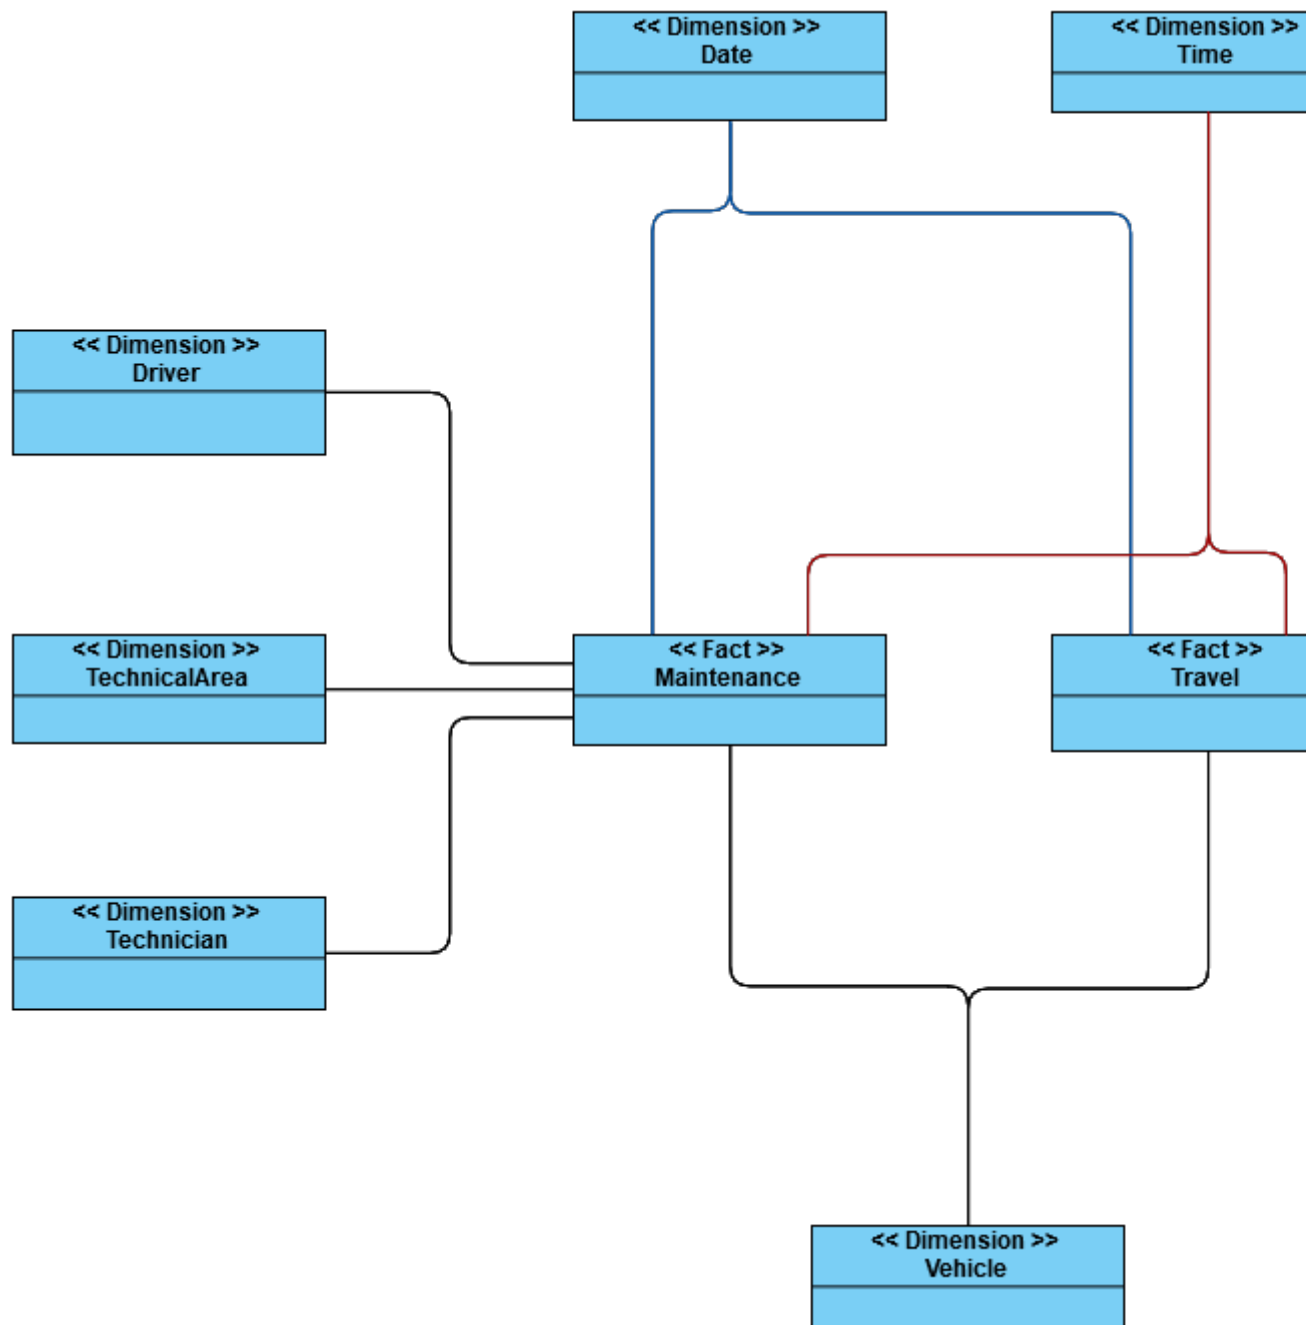 << Dimension >>
Date
<< Dimension >>
Time
<< Dimension >>
Driver
<< Dimension >>
TechnicalArea
<< Fact >>
Maintenance
<< Fact >>
Travel
<< Dimension >>
Technician
<< Dimension >>
Vehicle